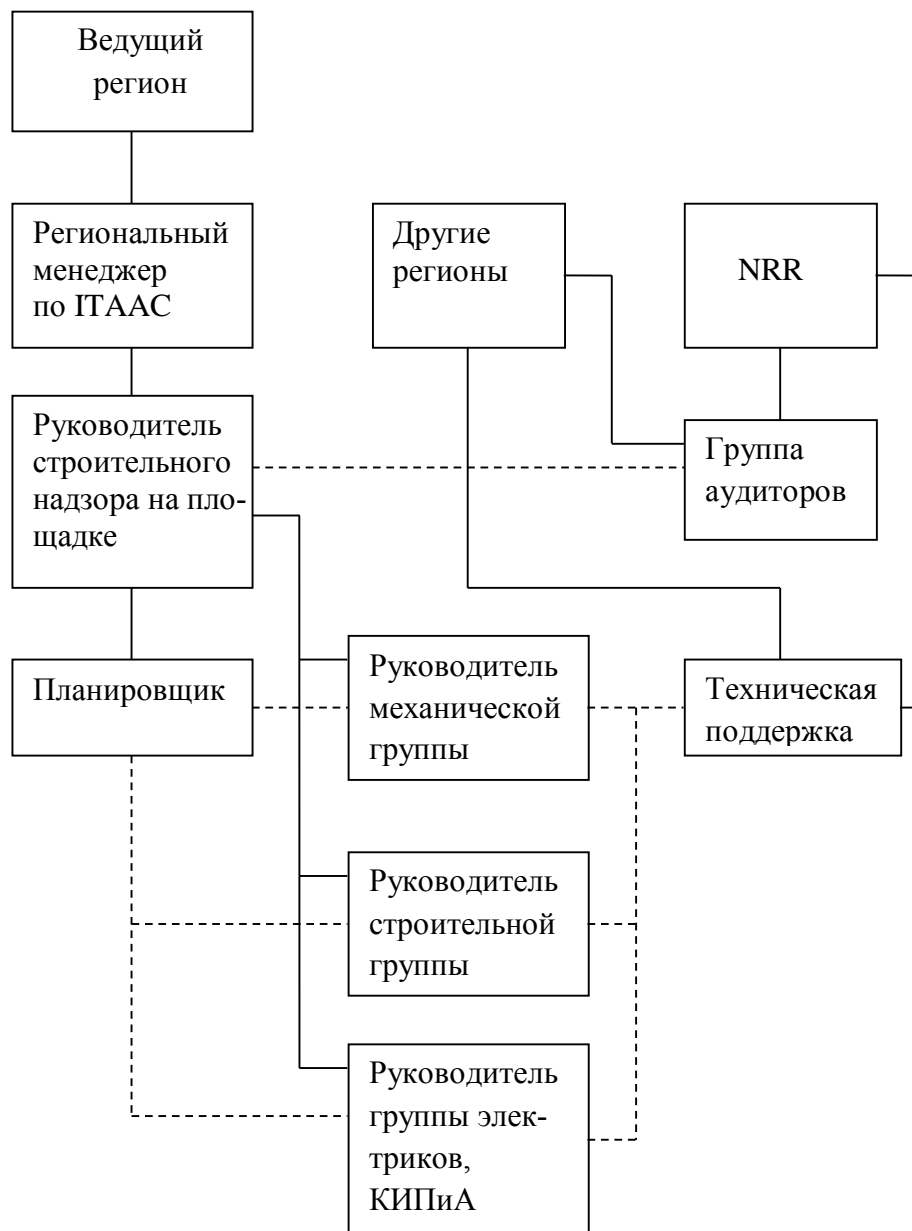 Ведущий
регион
Региональный
менеджер
по ITAAC
Другие
регионы
NRR
Руководитель
строительного
надзора на пло-
щадке
Группа
аудиторов
Планировщик
Руководитель
механической
группы
Техническая
поддержка
Руководитель
строительной
группы
Руководитель
группы элек-
триков,
КИПиА